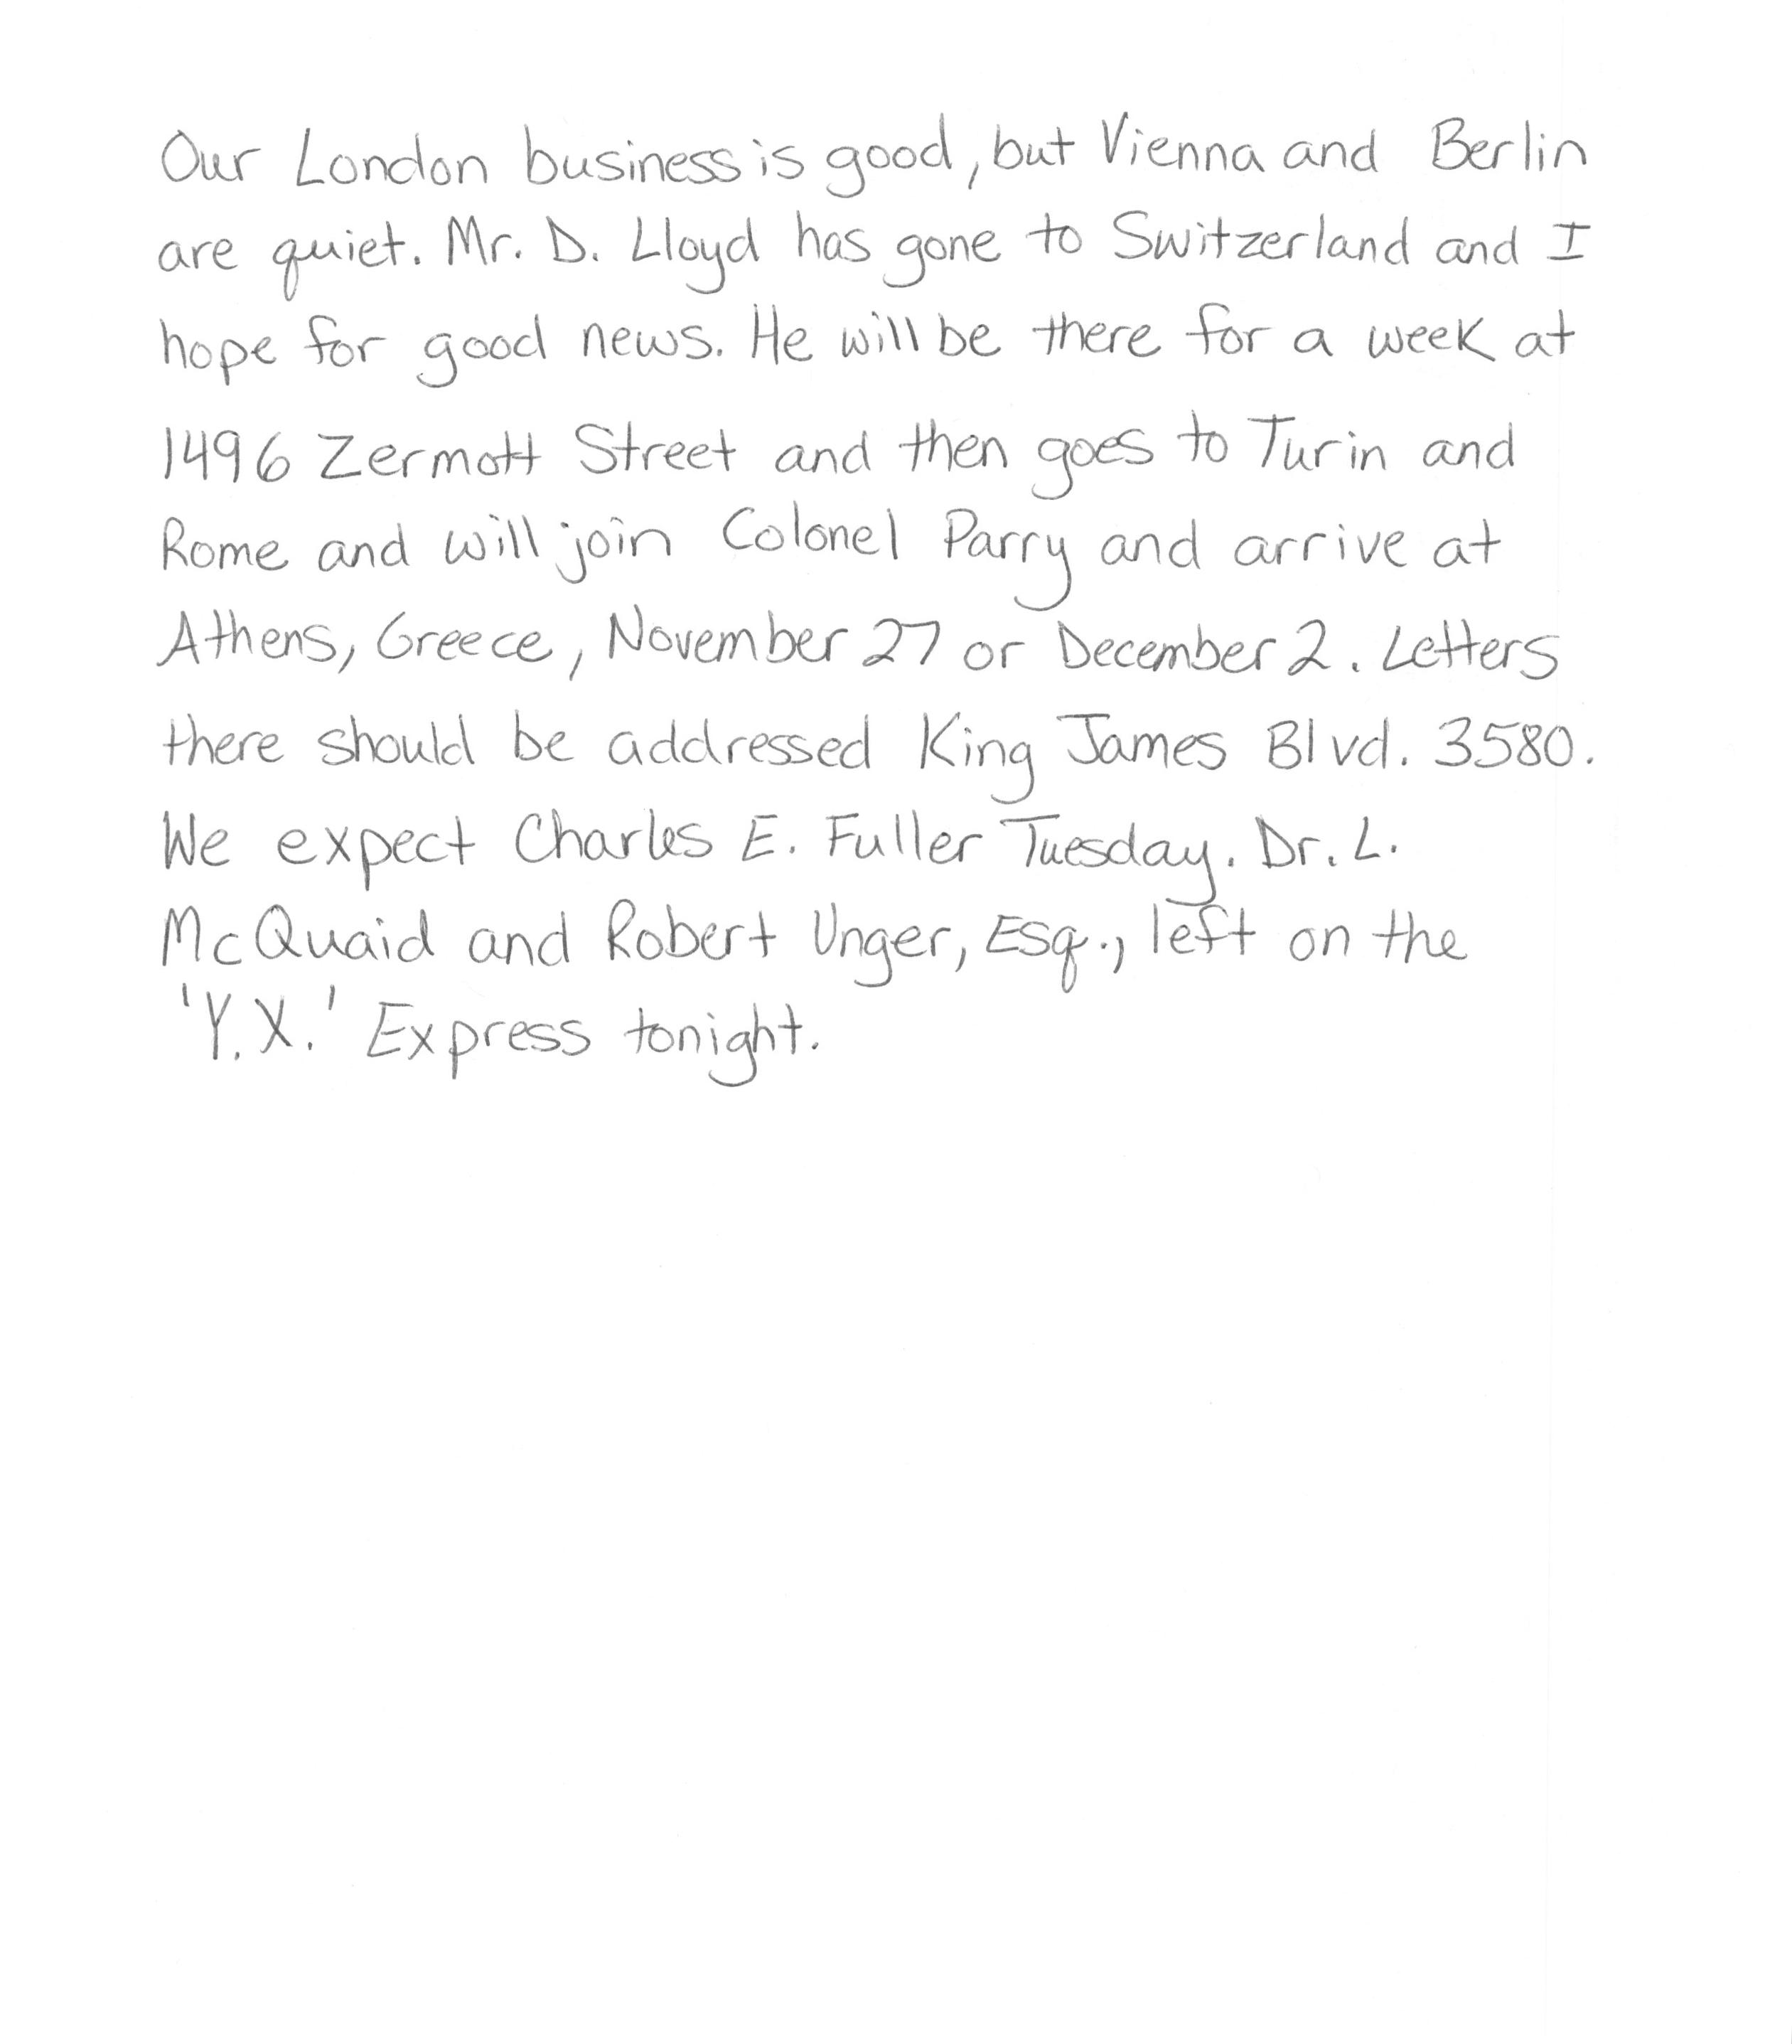 Our London business is good, but Vienna and Berlin
are quiet. Mr. D. Lloyd has gone to Switzerland and I
hope for good news. He will be there for a week at
1496 Zermott Street and then goes to Turin and
Rome and will join Colonel Parry and arrive at
Athens, Greece, November 27 or December 2. Letters
there should be addressed King James Blvd. 3580.
We expect Charles E. Fuller Tuesday. Dr. L.
McQuaid and Robert Unger, Esq., left on the
'Y.X.' Express tonight.